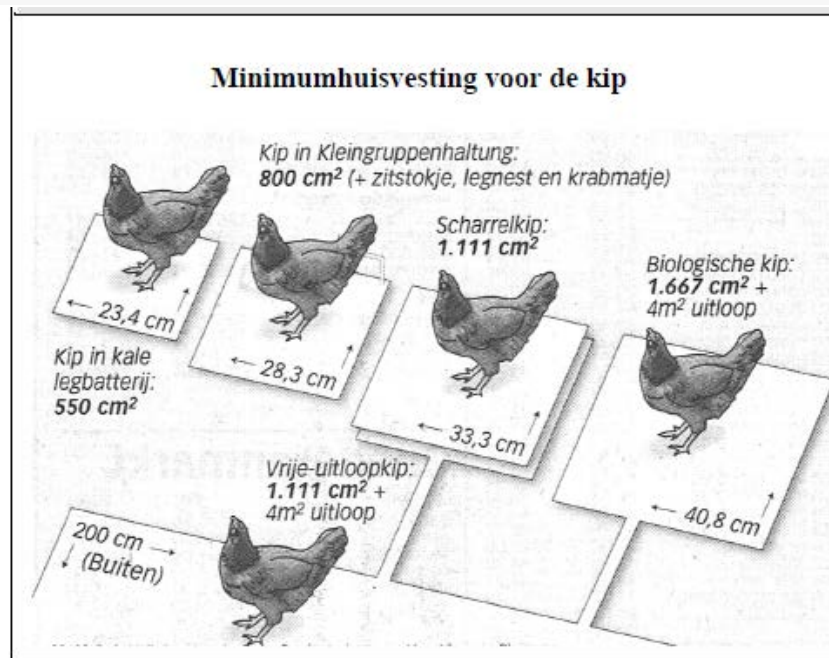 Minimumhuisvesting voor de kip
Kip in Kleingruppenhaltung:
800 cm² (+ zitstokje, legnest en krabmatje)
Scharrelkip:
1.111 cm²
Biologische kip:
1.667 cm² +
4m² uitloop
← 23,4 cm ↑
← 28,3 cm ↑
← 33,3 cm ↑
← 40,8 cm ↑
Kip in kale
legbatterij:
550 cm²
Vrije-uitloopkip:
1.111 cm² +
4m² uitloop
200 cm →
↓ (Buiten)